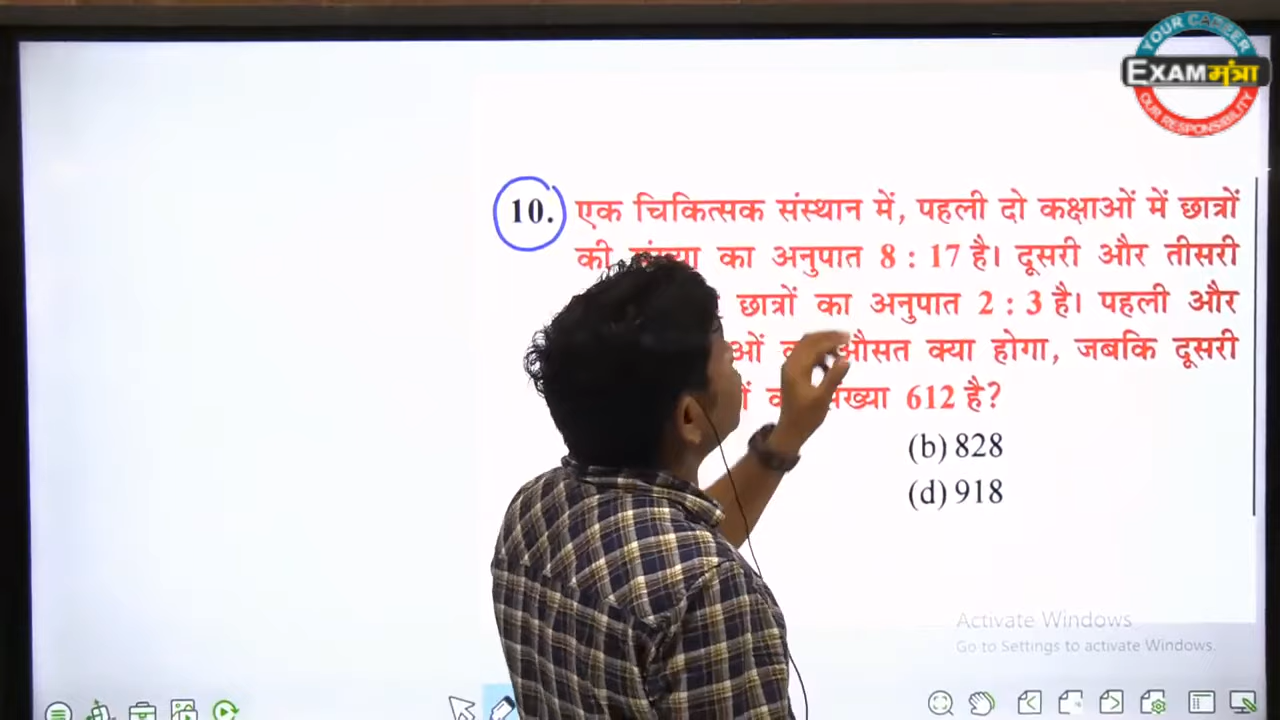 YOUR CAREER
EXAMमंत्रा
OUR RESPONSIBILITY
10. एक चिकित्सक संस्थान में, पहली दो कक्षाओं में छात्रों
की संख्या का अनुपात 8 : 17 है। दूसरी और तीसरी
छात्रों का अनुपात 2 : 3 है। पहली और
औसत क्या होगा, जबकि दूसरी
संख्या 612 है?
(b) 828
(d) 918
Activate Windows
Go to Settings to activate Windows.